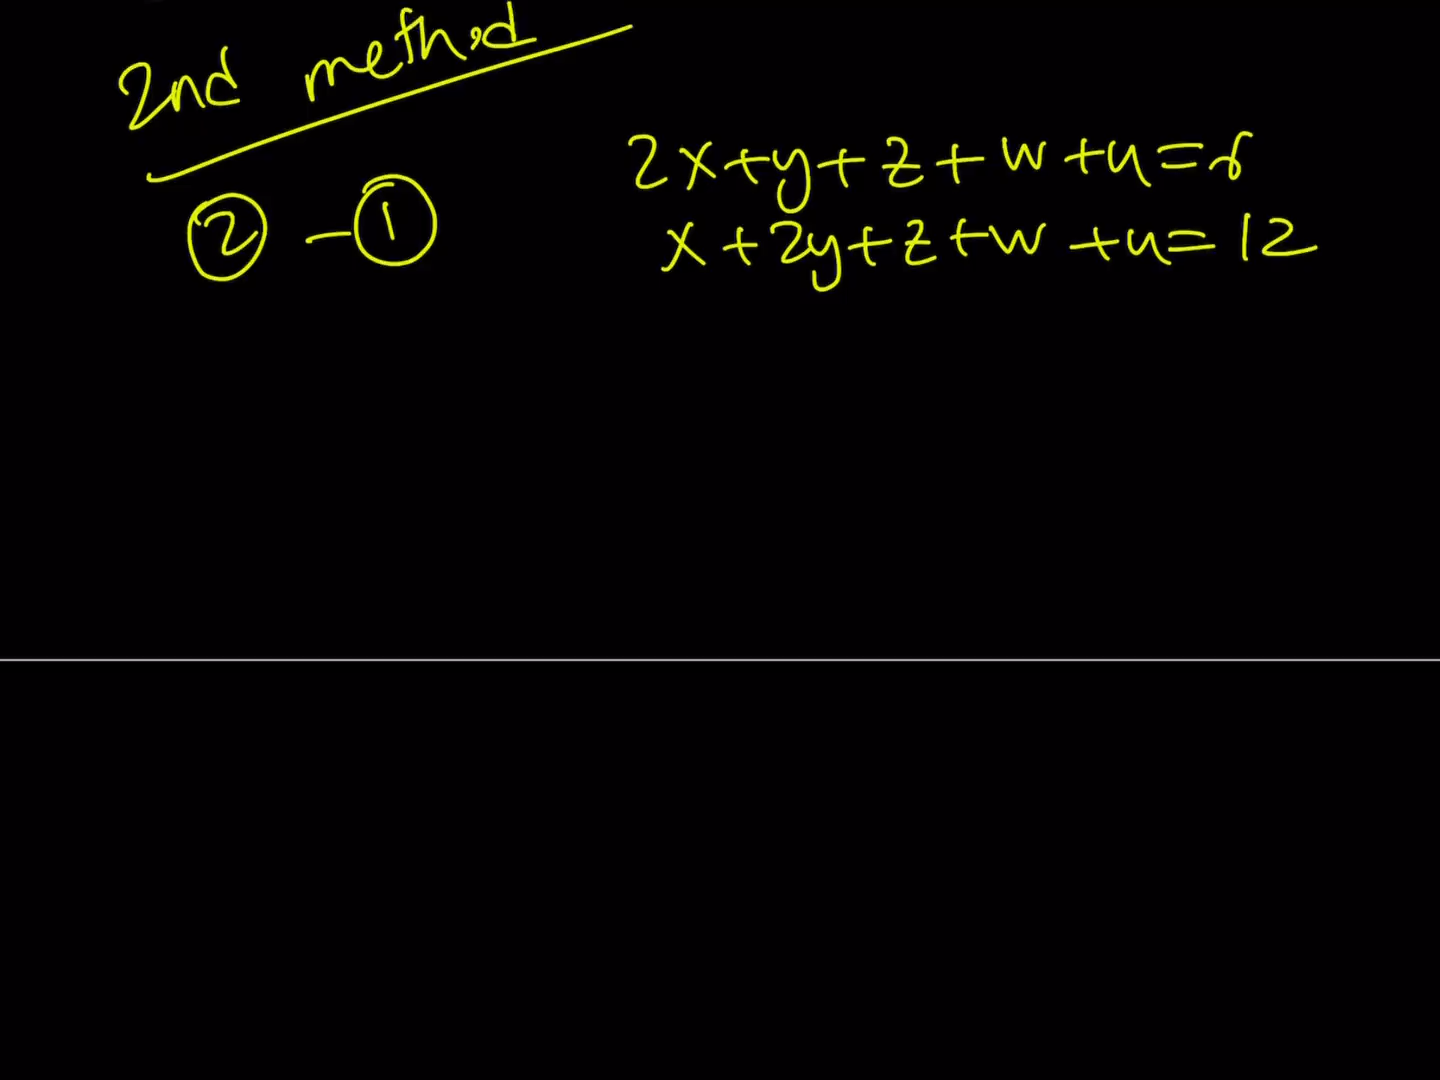 2nd method
2x+y+z+w+u=6
② - ①
x+2y+z+w+u=12